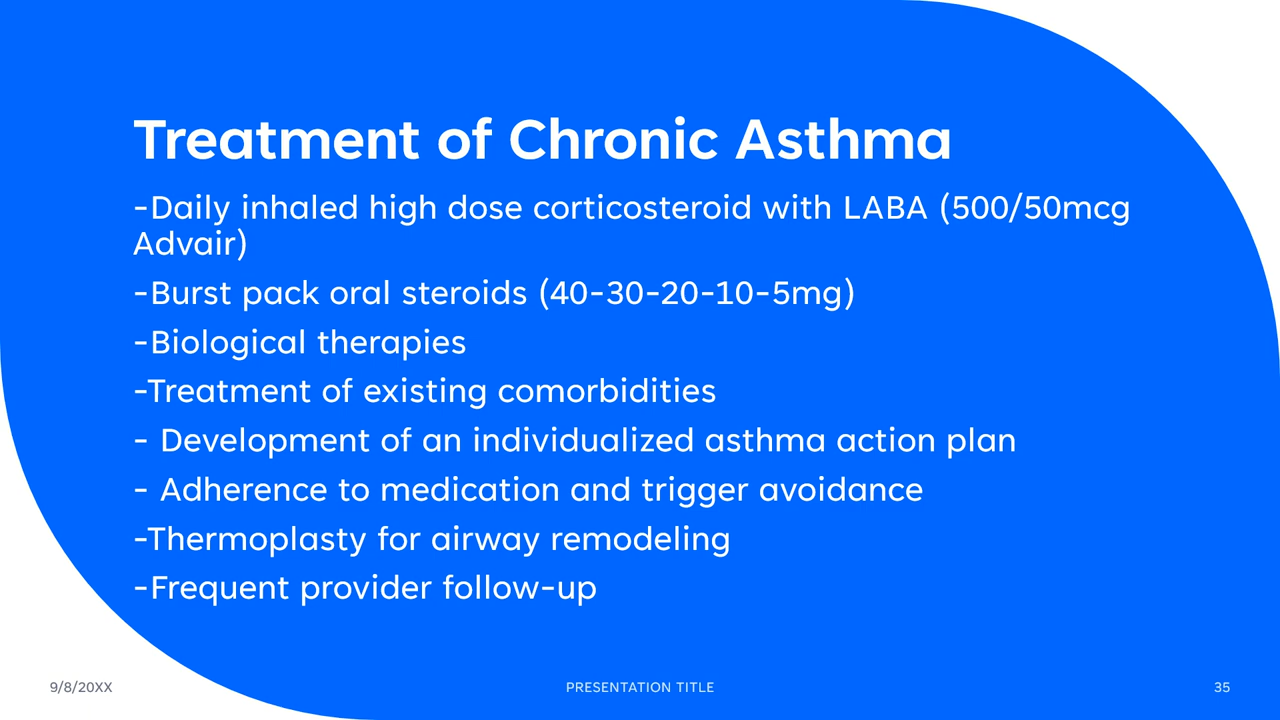 Treatment of Chronic Asthma
-Daily inhaled high dose corticosteroid with LABA (500/50mcg
Advair)
-Burst pack oral steroids (40-30-20-10-5mg)
-Biological therapies
-Treatment of existing comorbidities
- Development of an individualized asthma action plan
- Adherence to medication and trigger avoidance
-Thermoplasty for airway remodeling
-Frequent provider follow-up
9/8/20XX
PRESENTATION TITLE
35